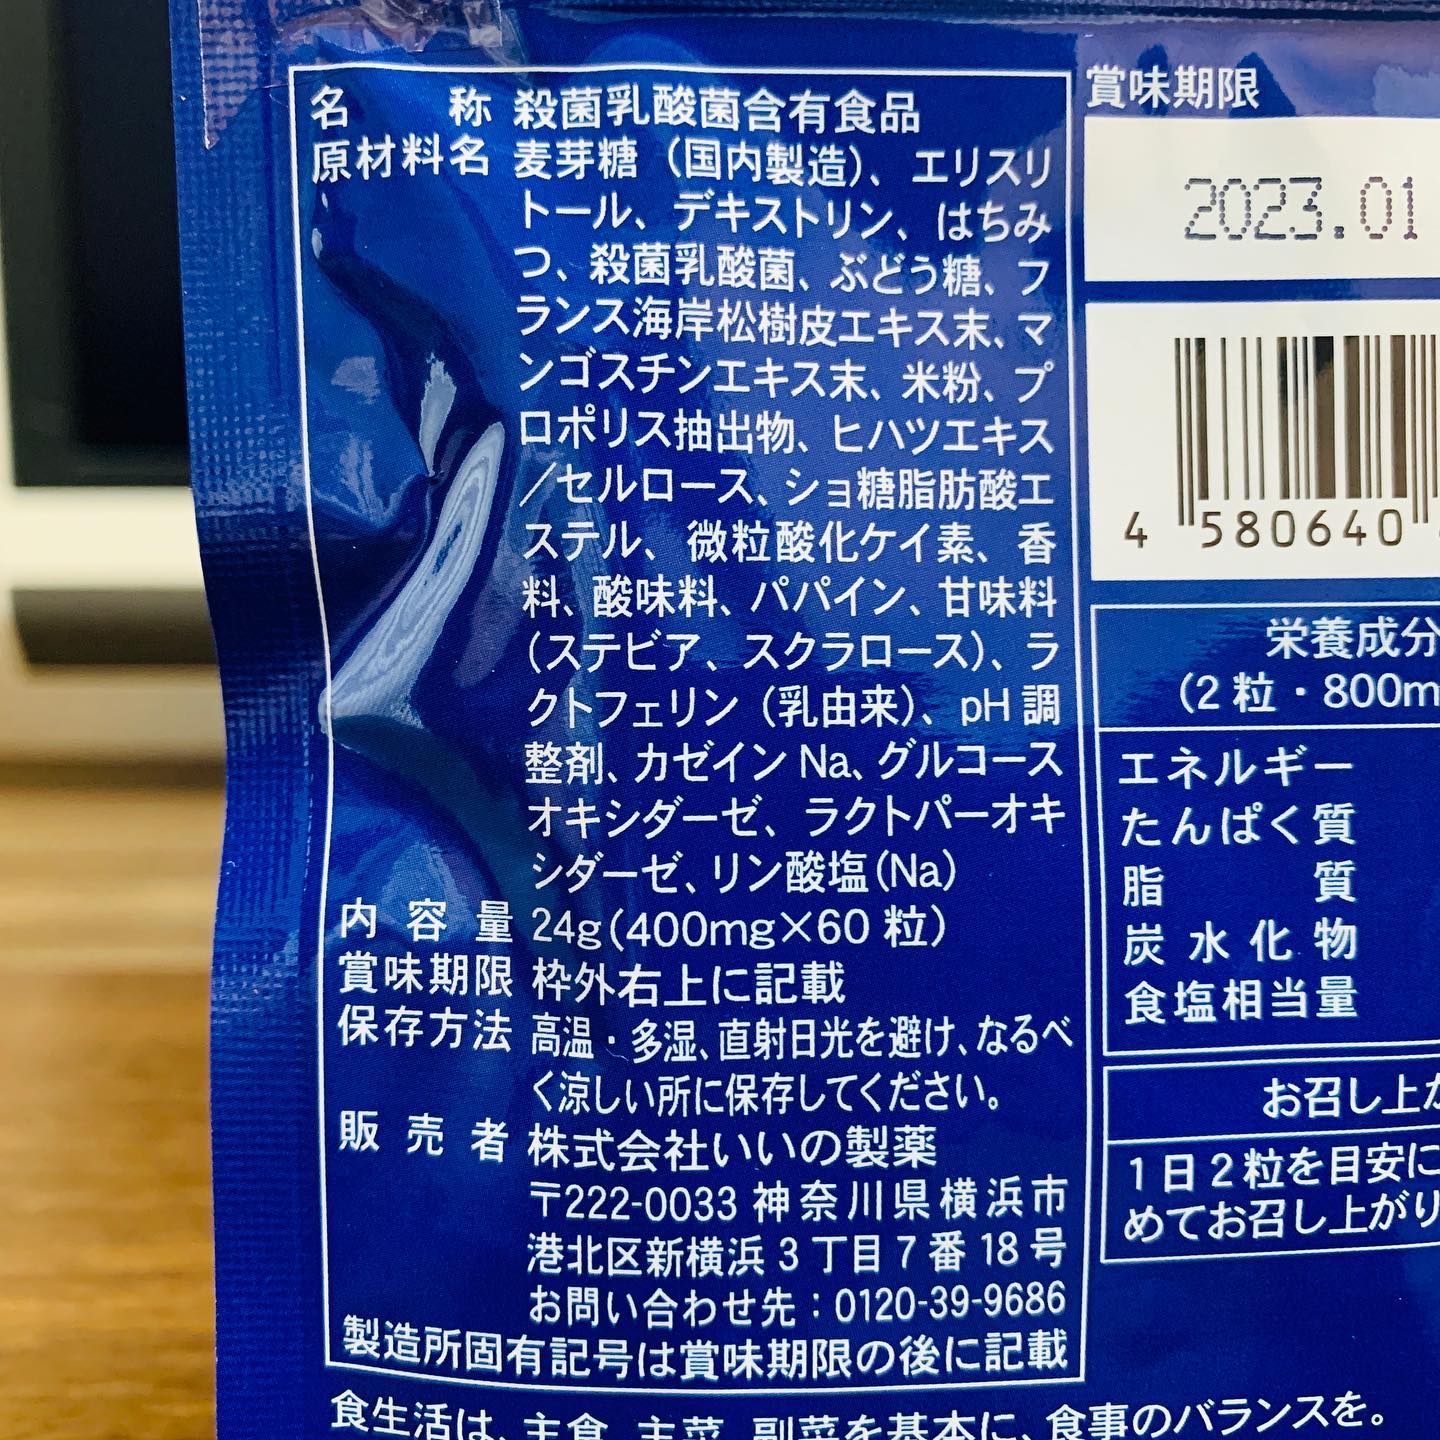 名称 殺菌乳酸菌含有食品
原材料名 麦芽糖（国内製造）、エリスリ
トール、デキストリン、はちみ
つ、殺菌乳酸菌、ぶどう糖、フ
ランス海岸松樹皮エキス末、マ
ンゴスチンエキス末、米粉、プ
ロポリス抽出物、ヒハツエキス
／セルロース、ショ糖脂肪酸エ
ステル、微粒酸化ケイ素、香
料、酸味料、パパイン、甘味料
（ステビア、スクラロース）、ラ
クトフェリン（乳由来）、pH調
整剤、カゼインNa、グルコース
オキシダーゼ、ラクトパーオキ
シダーゼ、リン酸塩（Na）
内容量 24g（400mg×60粒）
賞味期限 枠外右上に記載
保存方法 高温・多湿、直射日光を避け、なるべ
く涼しい所に保存してください。
販売者 株式会社いいの製薬
〒222-0033 神奈川県横浜市
港北区新横浜3丁目7番18号
お問い合わせ先：0120-39-9686
製造所固有記号は賞味期限の後に記載
食生活は、主食、主菜、副菜を基本に、食事のバランスを。
賞味期限
2023.01
4 580640
栄養成分
（2粒・800m
エネルギー
たんぱく質
脂質
炭水化物
食塩相当量
お召し上が
1日2粒を目安に
めてお召し上がり